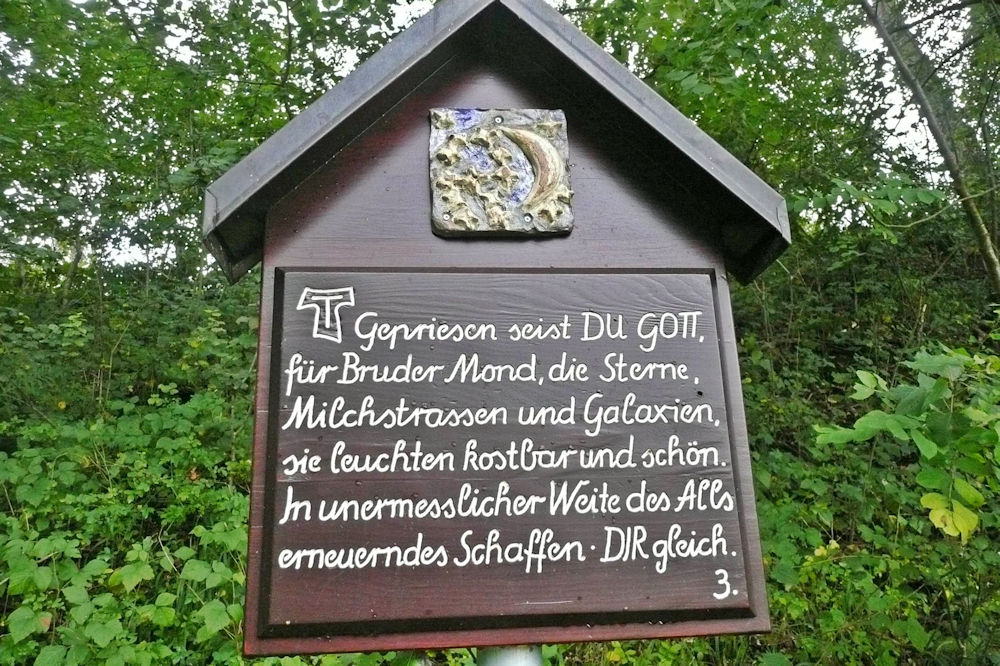 T Gepriesen seist DU GOTT,
für Bruder Mond, die Sterne,
Milchstrassen und Galaxien,
sie leuchten kostbar und schön.
In unermesslicher Weite des Alls
erneuerndes Schaffen · DIR gleich.
3.